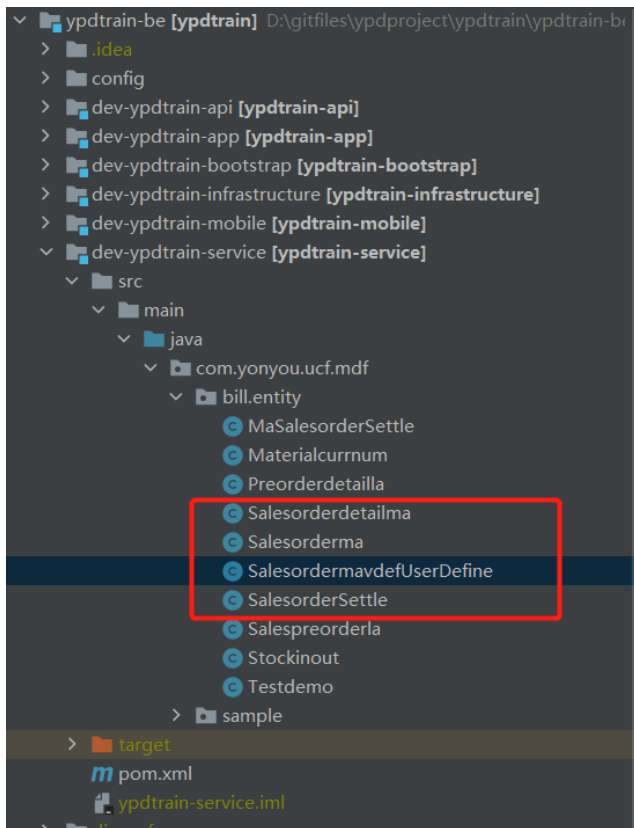 ypdtrain-be [ypdtrain] D:\gitfiles\ypdproject\ypdtrain\ypdtrain-be
.idea
config
dev-ypdtrain-api [ypdtrain-api]
dev-ypdtrain-app [ypdtrain-app]
dev-ypdtrain-bootstrap [ypdtrain-bootstrap]
dev-ypdtrain-infrastructure [ypdtrain-infrastructure]
dev-ypdtrain-mobile [ypdtrain-mobile]
dev-ypdtrain-service [ypdtrain-service]
src
main
java
com.yonyou.ucf.mdf
bill.entity
MaSalesorderSettle
Materialcurrnum
Preorderdetailla
Salesorderdetailma
Salesorderma
SalesordermavdefUserDefine
SalesorderSettle
Salespreorderla
Stockinout
Testdemo
sample
target
pom.xml
ypdtrain-service.iml